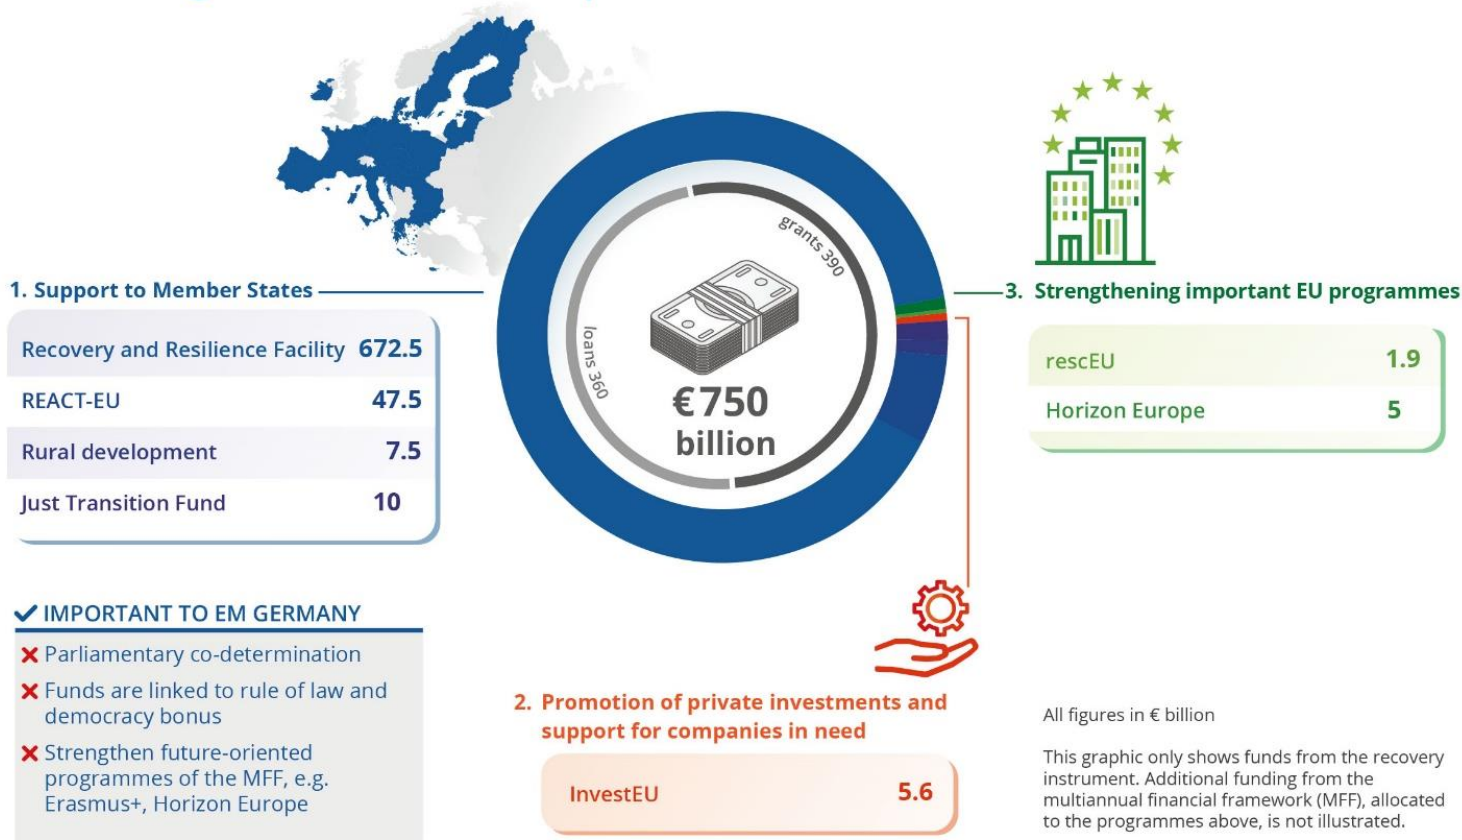 grants 390
loans 360
€750
billion
1. Support to Member States
Recovery and Resilience Facility 672.5
REACT-EU 47.5
Rural development 7.5
Just Transition Fund 10
3. Strengthening important EU programmes
rescEU 1.9
Horizon Europe 5
IMPORTANT TO EM GERMANY
Parliamentary co-determination
Funds are linked to rule of law and
democracy bonus
Strengthen future-oriented
programmes of the MFF, e.g.
Erasmus+, Horizon Europe
2. Promotion of private investments and
support for companies in need
InvestEU 5.6
All figures in € billion
This graphic only shows funds from the recovery
instrument. Additional funding from the
multiannual financial framework (MFF), allocated
to the programmes above, is not illustrated.